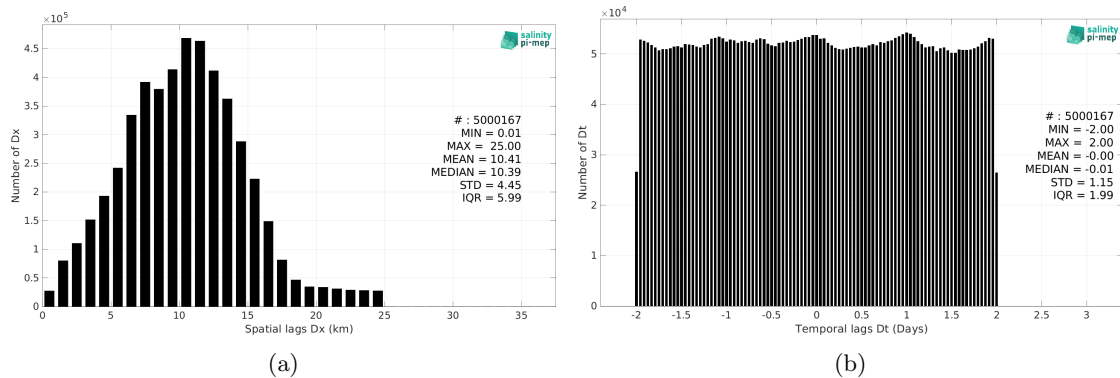 ×10⁵
4.5
4
3.5
3
2.5
2
1.5
1
0.5
0
Number of Dx
0 5 10 15 20 25 30 35
Spatial lags Dx (km)
salinity
pi-mep
# : 5000167
MIN = 0.01
MAX = 25.00
MEAN = 10.41
MEDIAN = 10.39
STD = 4.45
IQR = 5.99
(a)
×10⁴
5
4
3
2
1
0
Number of Dt
-2 -1.5 -1 -0.5 0 0.5 1 1.5 2 2.5 3
Temporal lags Dt (Days)
salinity
pi-mep
# : 5000167
MIN = -2.00
MAX = 2.00
MEAN = -0.00
MEDIAN = -0.01
STD = 1.15
IQR = 1.99
(b)